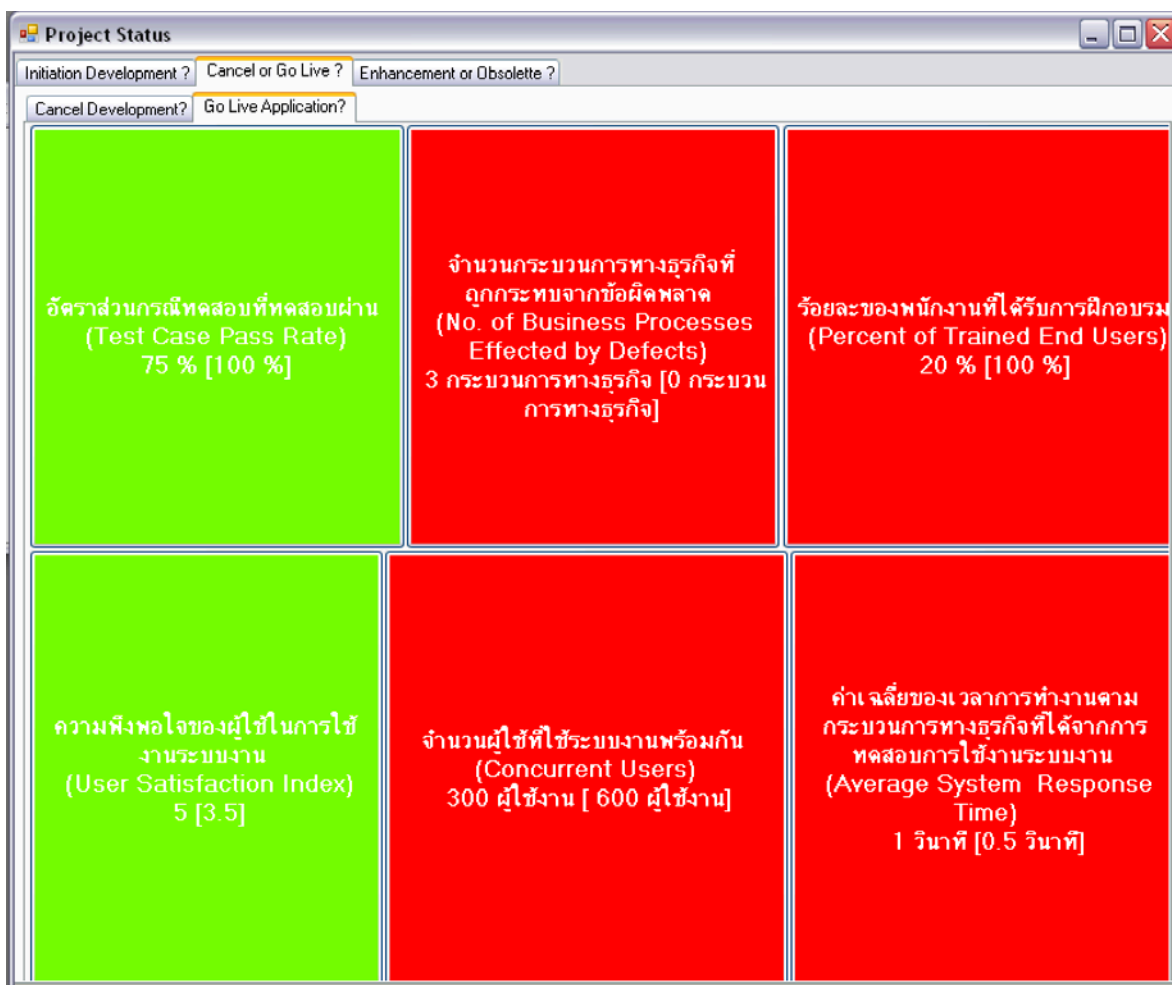 Project Status
Initiation Development ?
Cancel or Go Live ?
Enhancement or Obsolette ?
Cancel Development?
Go Live Application?
อัตราส่วนกรณีทดสอบที่ทดสอบผ่าน
(Test Case Pass Rate)
75 % [100 %]
จำนวนกระบวนการทางธุรกิจที่
ถูกกระทบจากข้อผิดพลาด
(No. of Business Processes
Effected by Defects)
3 กระบวนการทางธุรกิจ [0 กระบวน
การทางธุรกิจ]
ร้อยละของพนักงานที่ได้รับการฝึกอบรม
(Percent of Trained End Users)
20 % [100 %]
ความพึงพอใจของผู้ใช้ในการใช้
งานระบบงาน
(User Satisfaction Index)
5 [3.5]
จำนวนผู้ใช้ที่ใช้ระบบงานพร้อมกัน
(Concurrent Users)
300 ผู้ใช้งาน [ 600 ผู้ใช้งาน]
ค่าเฉลี่ยของเวลาการทำงานตาม
กระบวนการทางธุรกิจที่ได้จากการ
ทดสอบการใช้งานระบบงาน
(Average System Response
Time)
1 วินาที [0.5 วินาที]